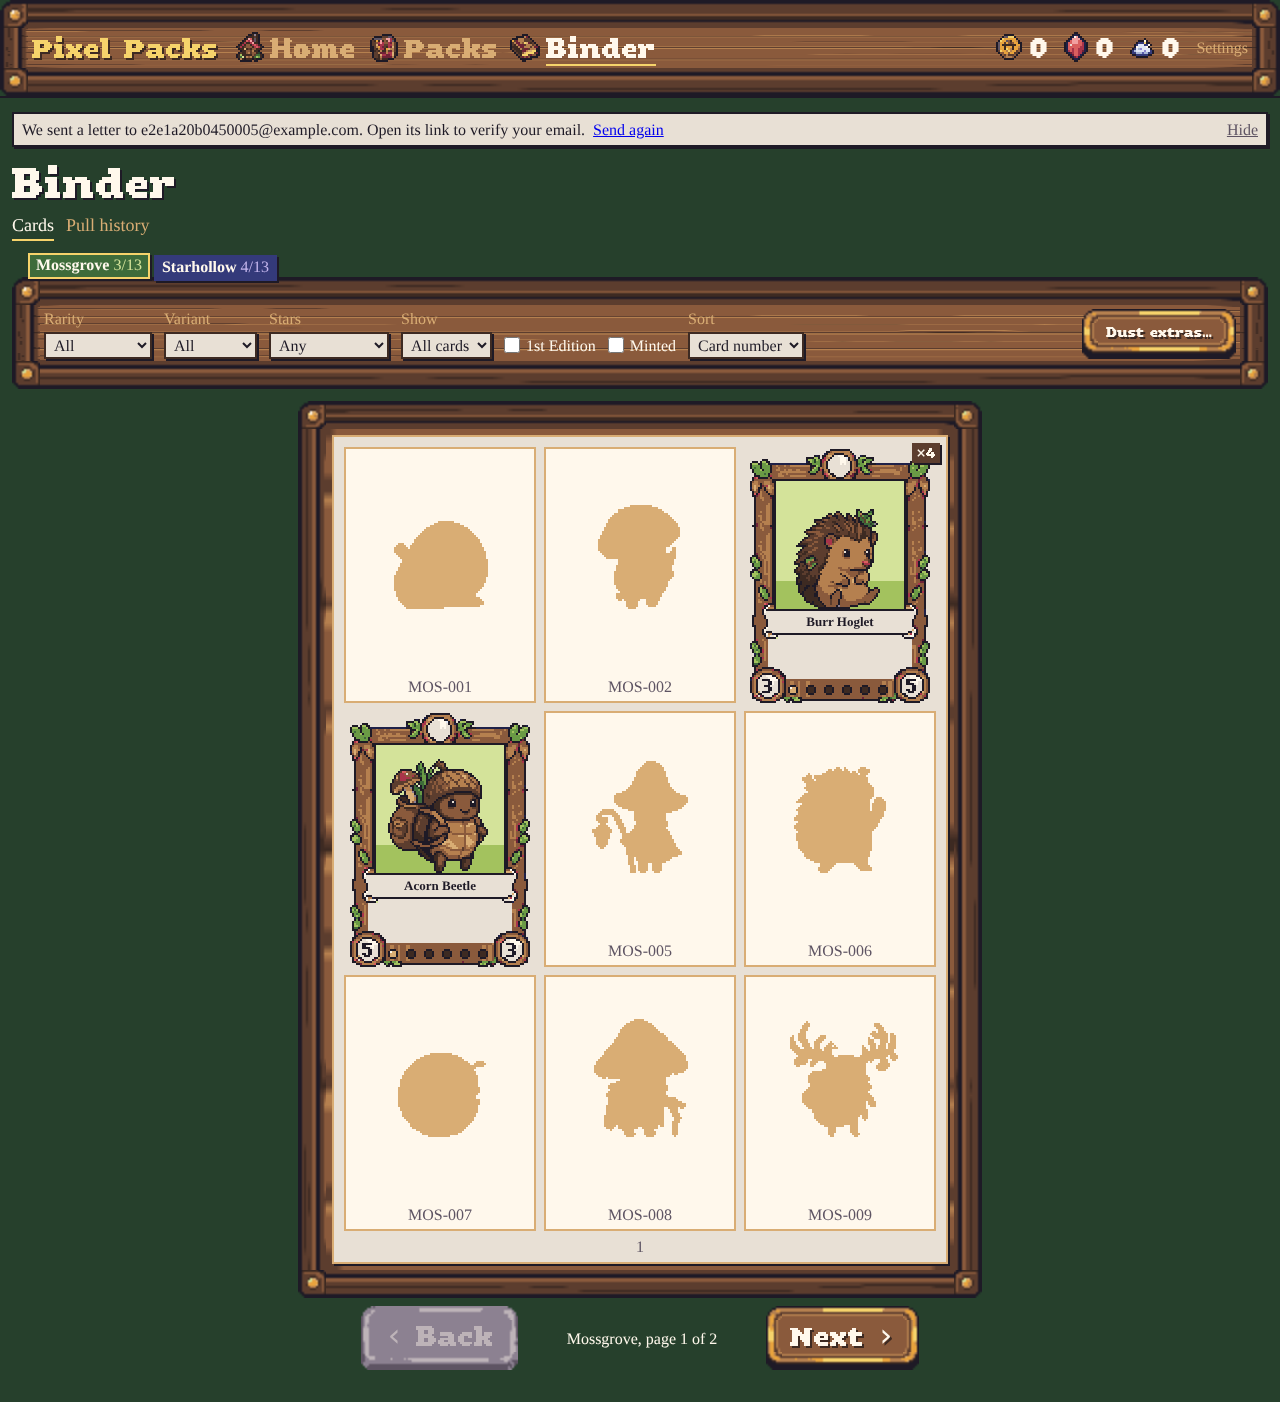 Pixel Packs Home Packs Binder 0 0 0 Settings
We sent a letter to e2e1a20b0450005@example.com. Open its link to verify your email. Send again Hide
Binder
Cards Pull history
Mossgrove 3/13 Starhollow 4/13
Rarity Variant Stars Show Sort
All All Any All cards 1st Edition Minted Card number Dust extras...
×4
Burr Hoglet
3 5
MOS-001 MOS-002
Acorn Beetle
5 3
MOS-005 MOS-006
MOS-007 MOS-008 MOS-009
1
‹ Back Mossgrove, page 1 of 2 Next ›